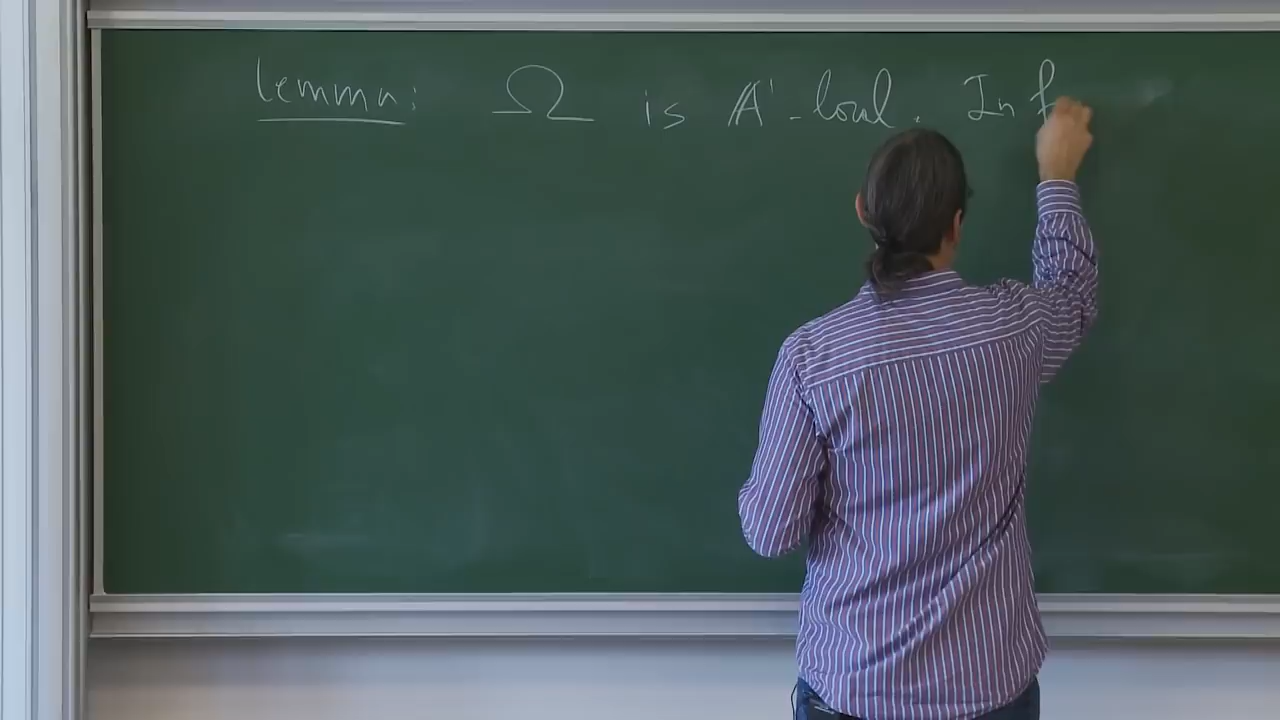 Lemma: Ω is 𝔸¹-local. In f